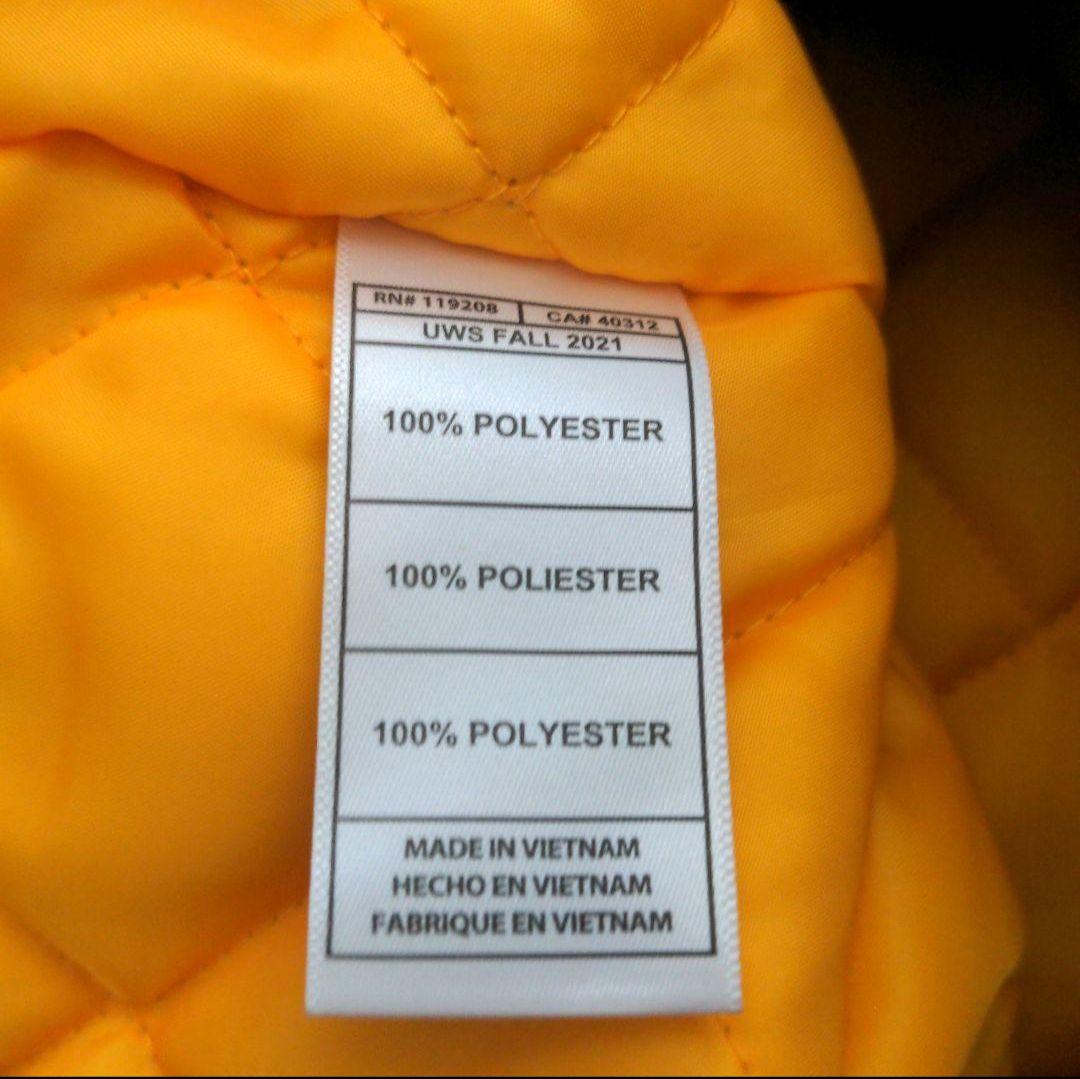 RN# 119208 CA# 40312
UWS FALL 2021
100% POLYESTER
100% POLIESTER
100% POLYESTER
MADE IN VIETNAM
HECHO EN VIETNAM
FABRIQUE EN VIETNAM